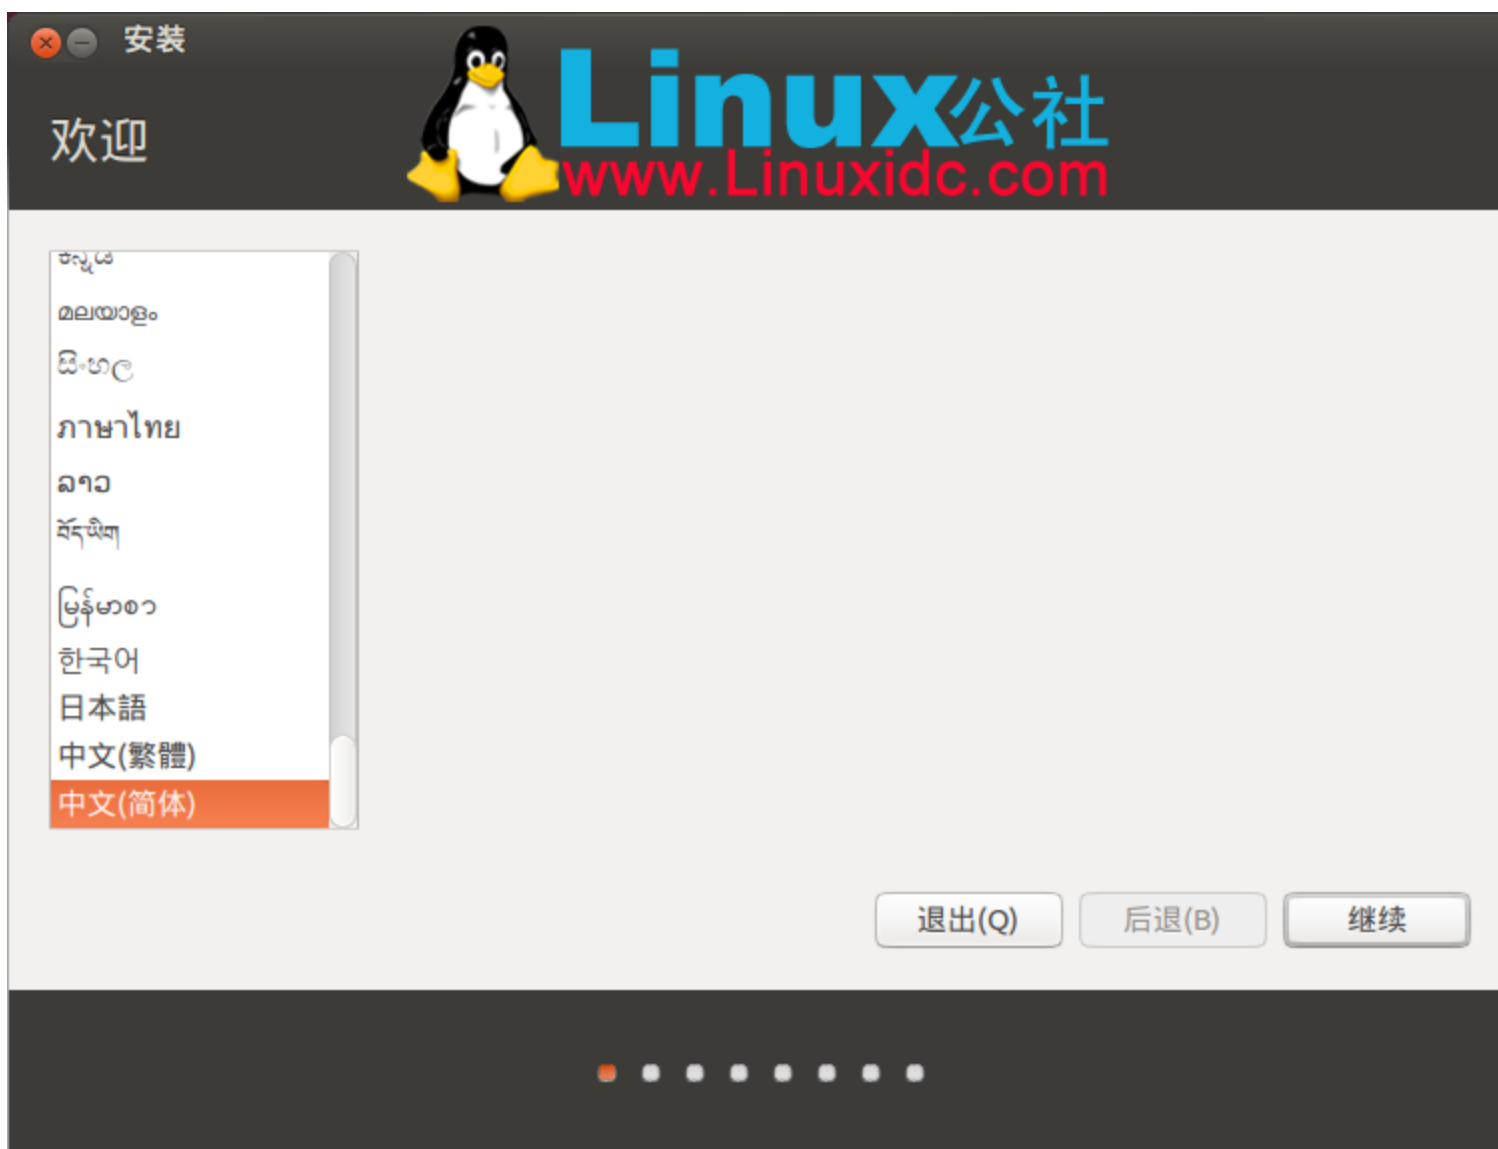 安装
Linux公社
www.Linuxidc.com
欢迎
ಕನ್ನಡ
മലയാളം
සිංහල
ภาษาไทย
ລາວ
བོད་ཡིག
မြန်မာစာ
한국어
日本語
中文(繁體)
中文(简体)
退出(Q)
后退(B)
继续